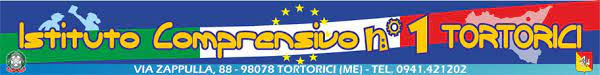 Istituto Comprensivo n° 1 TORTORICI
VIA ZAPPULLA, 88 - 98078 TORTORICI (ME) - TEL. 0941.421202